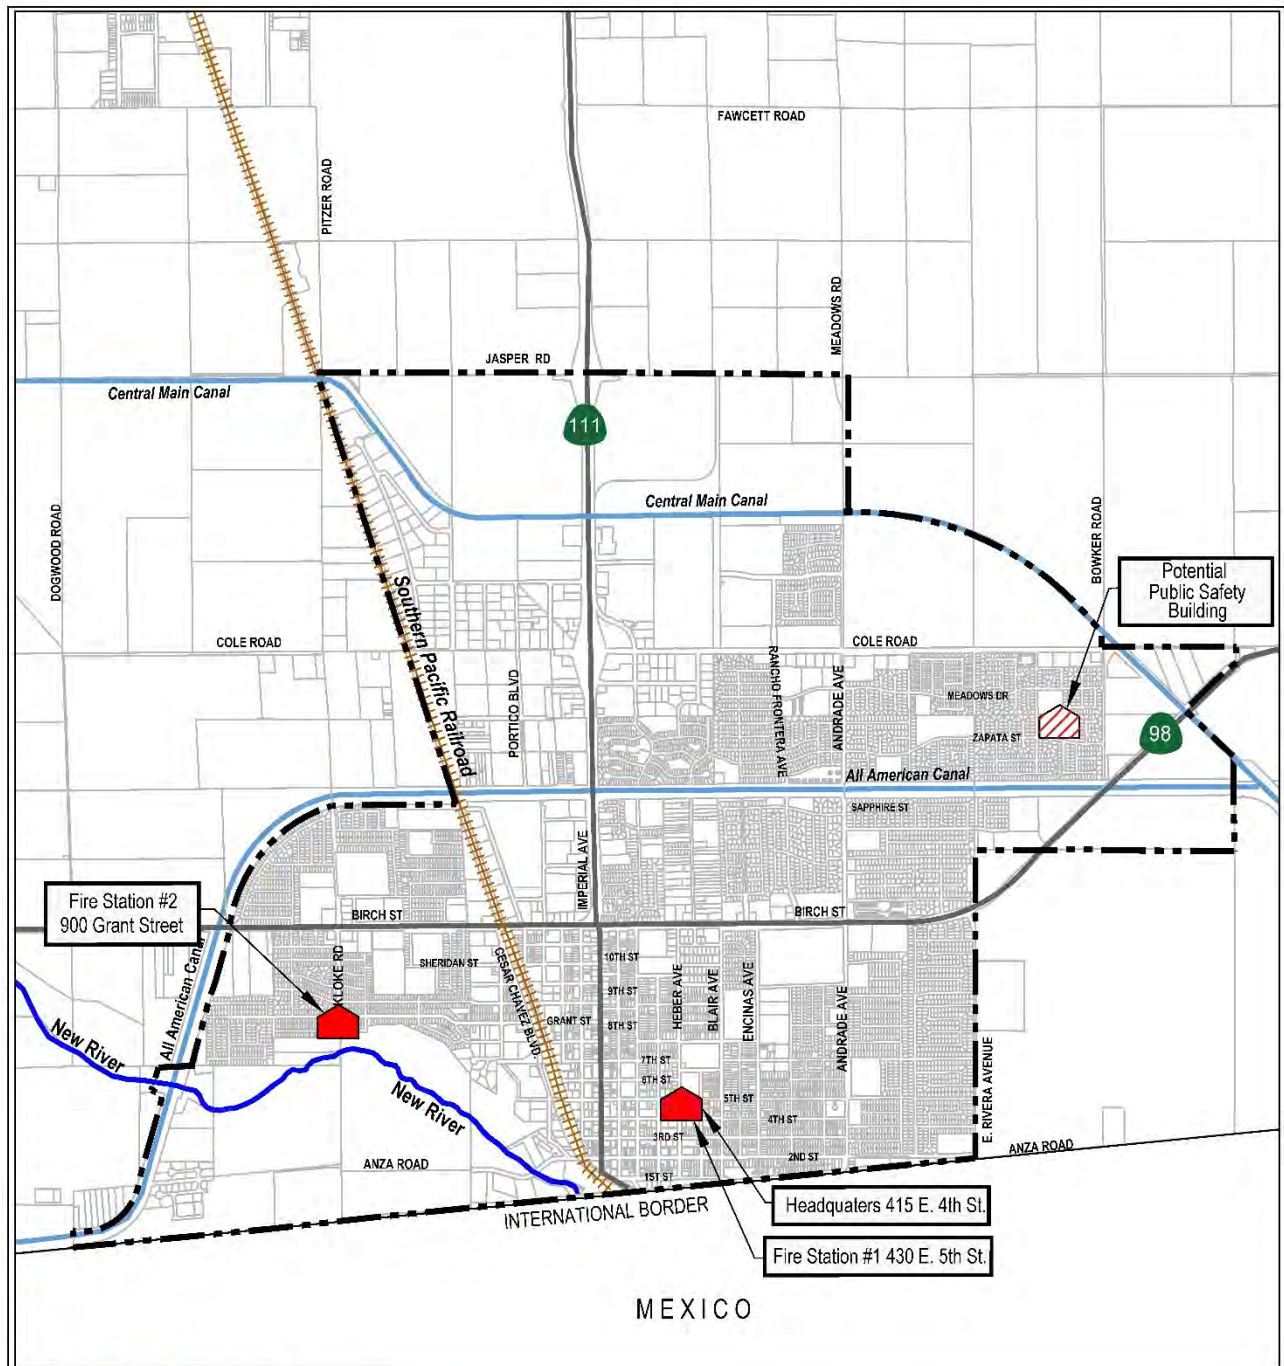 FAWCETT ROAD
PITZER ROAD
MEADOWS RD
JASPER RD
Central Main Canal
111
Central Main Canal
BOWKER ROAD
DOGWOOD ROAD
Potential
Public Safety
Building
Southern Pacific Railroad
COLE ROAD
COLE ROAD
RANCHO FRONTERA AVE
ANDRADE AVE
MEADOWS DR
PORTICO BLVD
ZAPATA ST
98
All American Canal
SAPPHIRE ST
IMPERIAL AVE
Fire Station #2
900 Grant Street
BIRCH ST
BIRCH ST
All American Canal
KLOKE RD
SHERIDAN ST
CESAR CHAVEZ BLVD.
10TH ST
HEBER AVE
BLAIR AVE
ENCINAS AVE
9TH ST
GRANT ST
8TH ST
ANDRADE AVE
New River
7TH ST
6TH ST
E. RIVERA AVENUE
New River
5TH ST
4TH ST
3RD ST
ANZA ROAD
2ND ST
ANZA ROAD
1ST ST
INTERNATIONAL BORDER
Headquaters 415 E. 4th St.
Fire Station #1 430 E. 5th St.
MEXICO